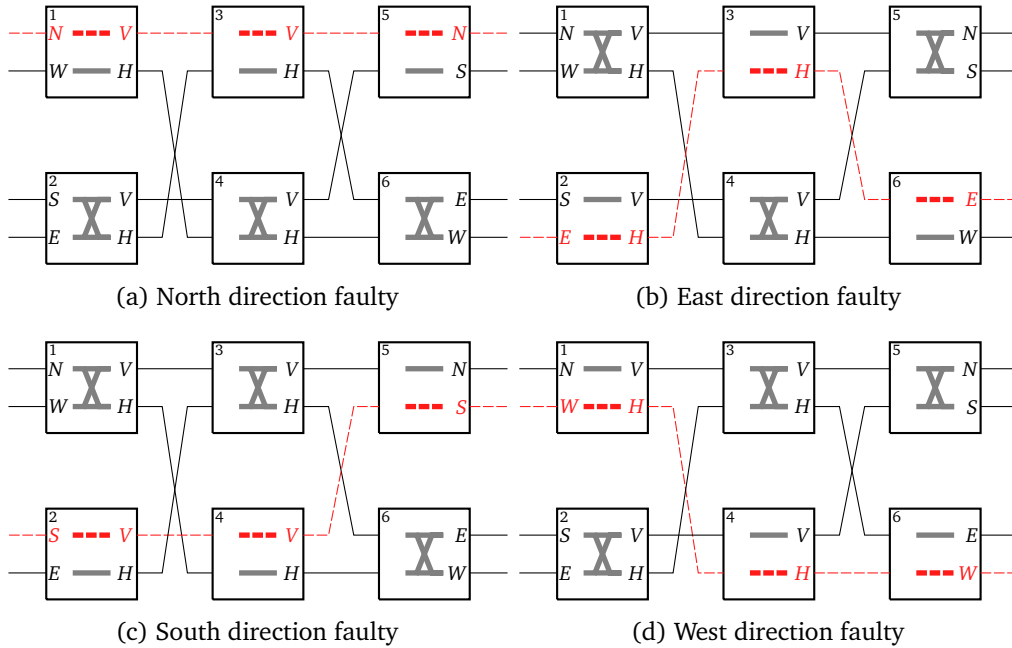 1 3 5 1 3 5
N V V N N V V N
W H H S W H H S
2 4 6 2 4 6
S V V E S V V E
E H H W E H H W
(a) North direction faulty (b) East direction faulty
1 3 5 1 3 5
N V V N N V V N
W H H S W H H S
2 4 6 2 4 6
S V V E S V V E
E H H W E H H W
(c) South direction faulty (d) West direction faulty